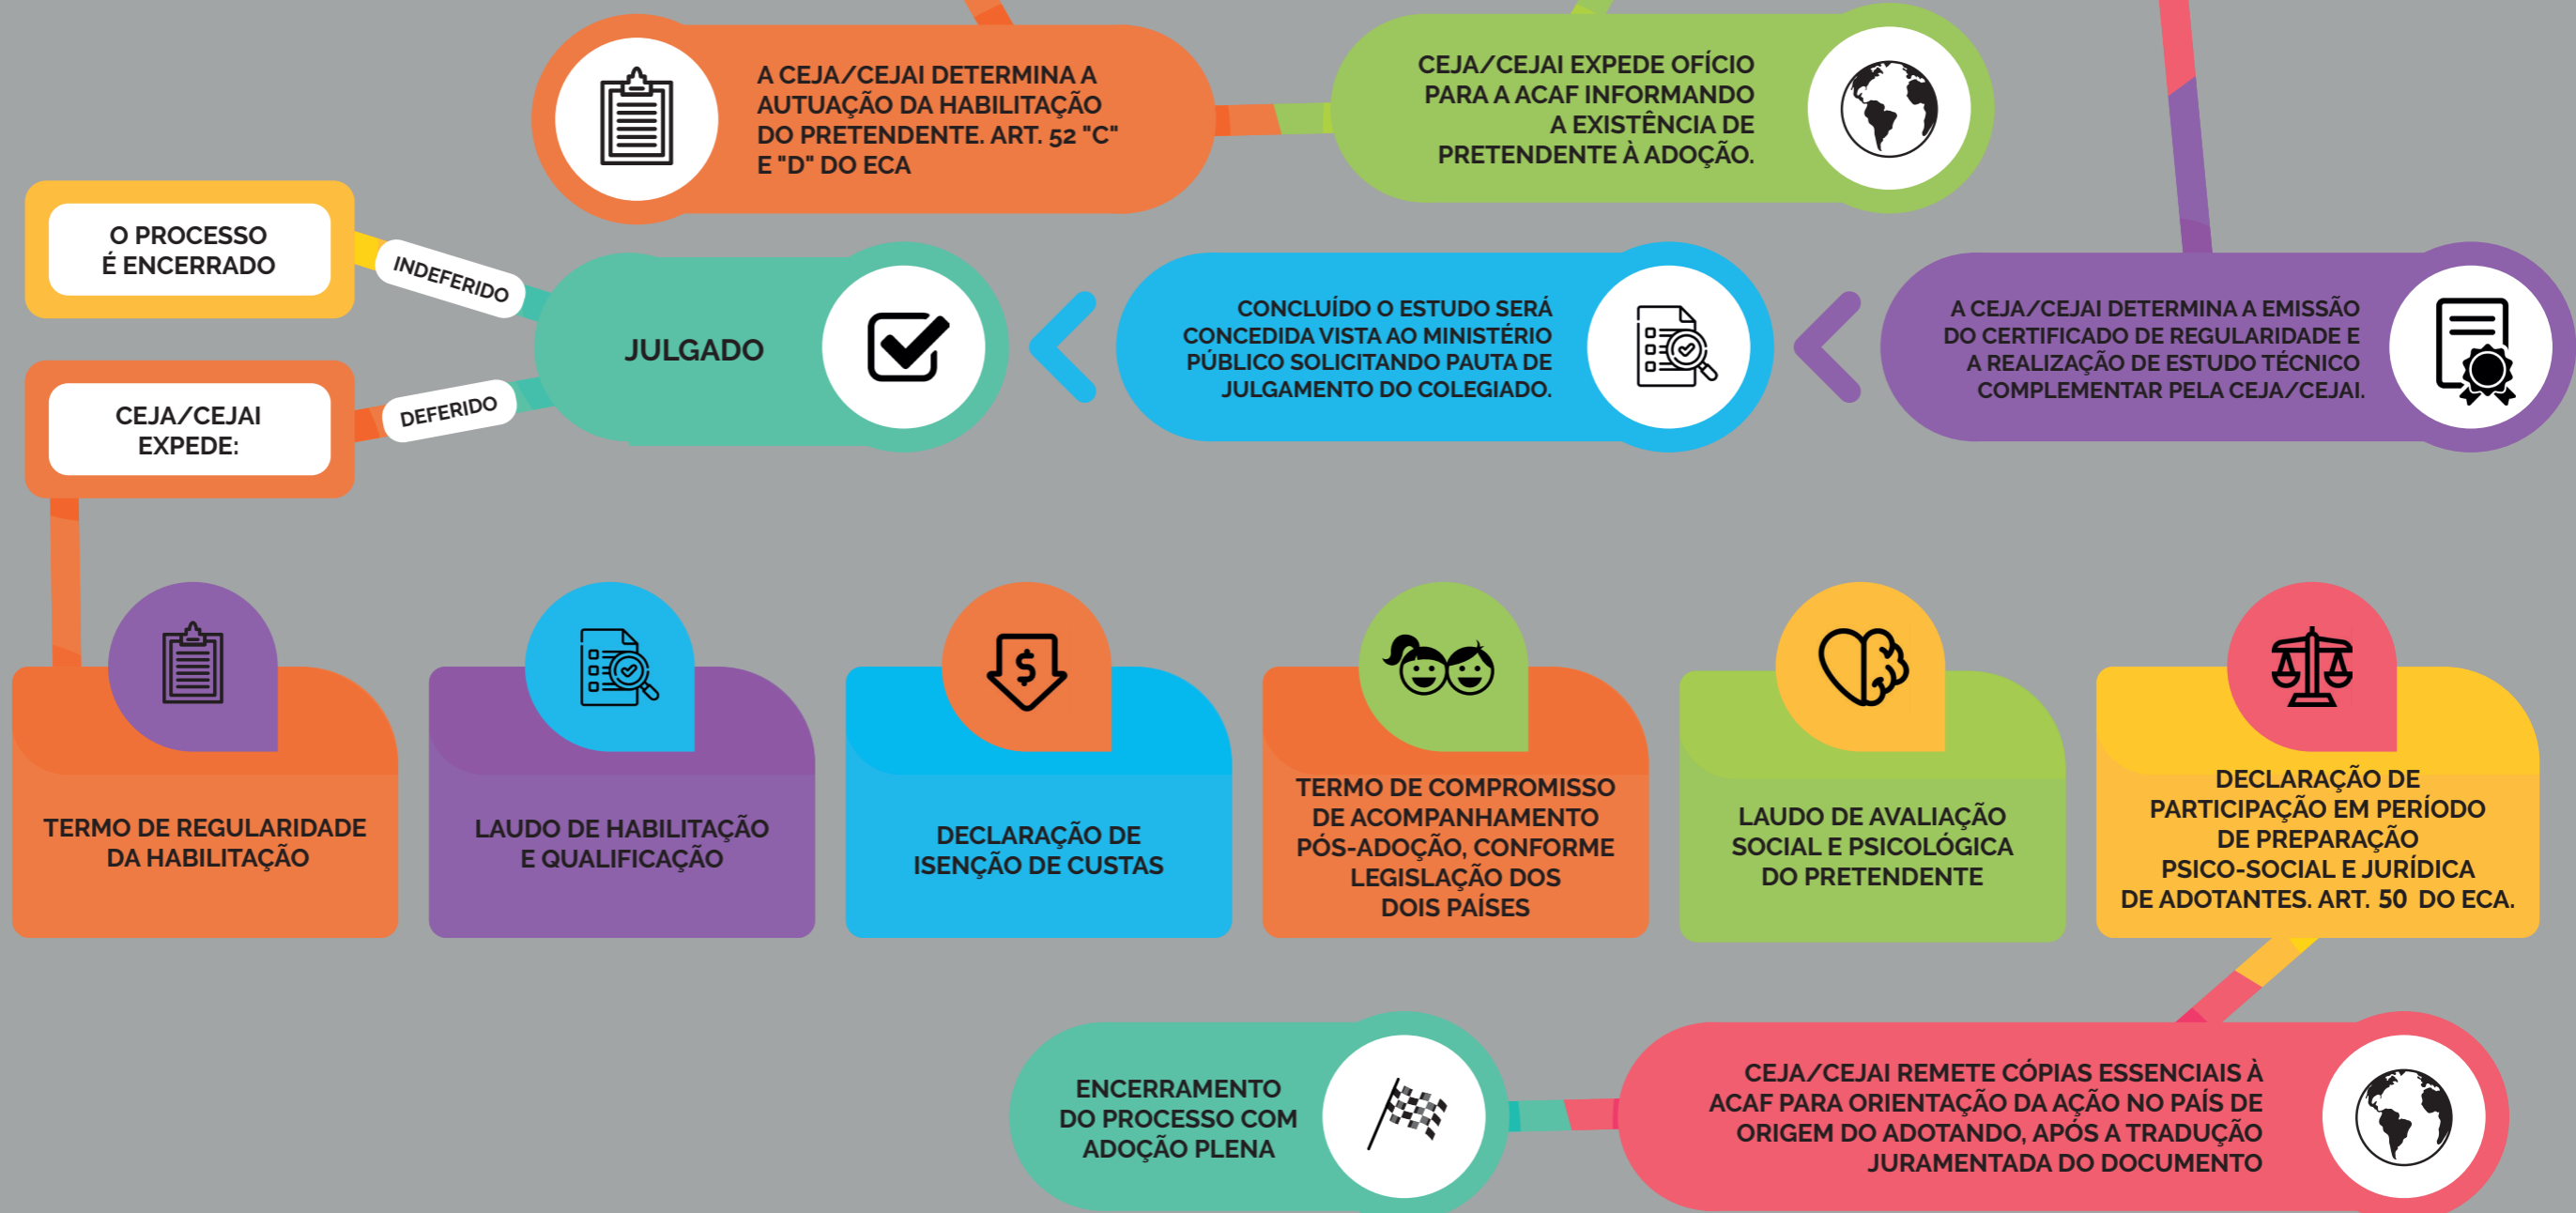 A CEJA/CEJAI DETERMINA A
AUTUAÇÃO DA HABILITAÇÃO
DO PRETENDENTE. ART. 52 "C"
E "D" DO ECA
CEJA/CEJAI EXPEDE OFÍCIO
PARA A ACAF INFORMANDO
A EXISTÊNCIA DE
PRETENDENTE À ADOÇÃO.
O PROCESSO
É ENCERRADO
INDEFERIDO
CEJA/CEJAI
EXPEDE:
DEFERIDO
JULGADO
CONCLUÍDO O ESTUDO SERÁ
CONCEDIDA VISTA AO MINISTÉRIO
PÚBLICO SOLICITANDO PAUTA DE
JULGAMENTO DO COLEGIADO.
A CEJA/CEJAI DETERMINA A EMISSÃO
DO CERTIFICADO DE REGULARIDADE E
A REALIZAÇÃO DE ESTUDO TÉCNICO
COMPLEMENTAR PELA CEJA/CEJAI.
TERMO DE REGULARIDADE
DA HABILITAÇÃO
LAUDO DE HABILITAÇÃO
E QUALIFICAÇÃO
$
DECLARAÇÃO DE
ISENÇÃO DE CUSTAS
TERMO DE COMPROMISSO
DE ACOMPANHAMENTO
PÓS-ADOÇÃO, CONFORME
LEGISLAÇÃO DOS
DOIS PAÍSES
LAUDO DE AVALIAÇÃO
SOCIAL E PSICOLÓGICA
DO PRETENDENTE
DECLARAÇÃO DE
PARTICIPAÇÃO EM PERÍODO
DE PREPARAÇÃO
PSICO-SOCIAL E JURÍDICA
DE ADOTANTES. ART. 50 DO ECA.
ENCERRAMENTO
DO PROCESSO COM
ADOÇÃO PLENA
CEJA/CEJAI REMETE CÓPIAS ESSENCIAIS À
ACAF PARA ORIENTAÇÃO DA AÇÃO NO PAÍS DE
ORIGEM DO ADOTANDO, APÓS A TRADUÇÃO
JURAMENTADA DO DOCUMENTO